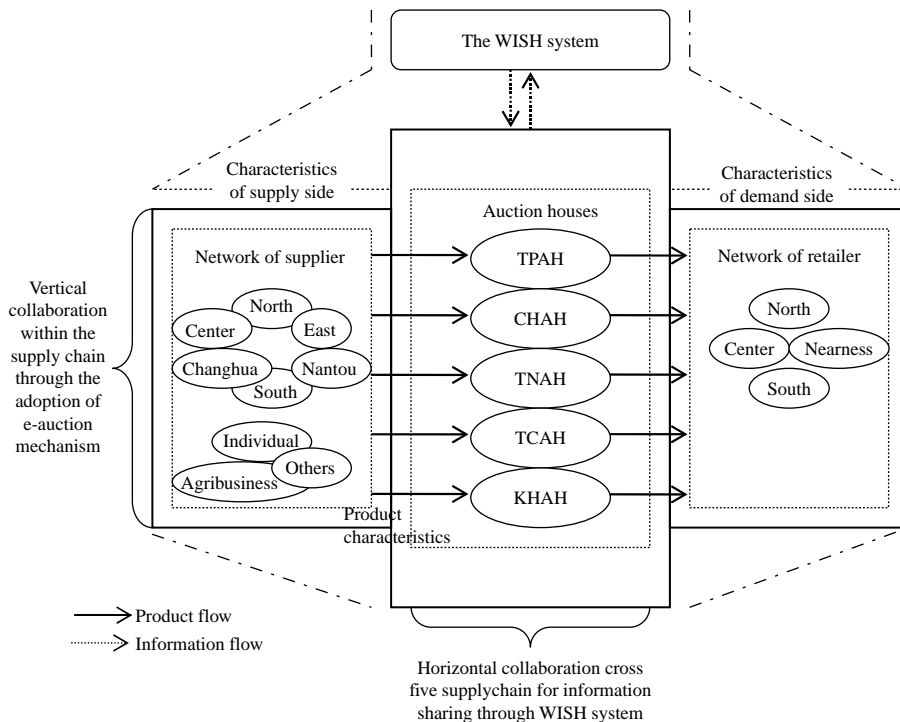 The WISH system
Characteristics
of supply side
Characteristics
of demand side
Auction houses
Vertical
collaboration
within the
supply chain
through the
adoption of
e-auction
mechanism
Network of supplier
North
Center
East
Changhua
Nantou
South
Individual
Others
Agribusiness
Product
characteristics
TPAH
CHAH
TNAH
TCAH
KHAH
Network of retailer
North
Center
Nearness
South
Product flow
Information flow
Horizontal collaboration cross
five supplychain for information
sharing through WISH system